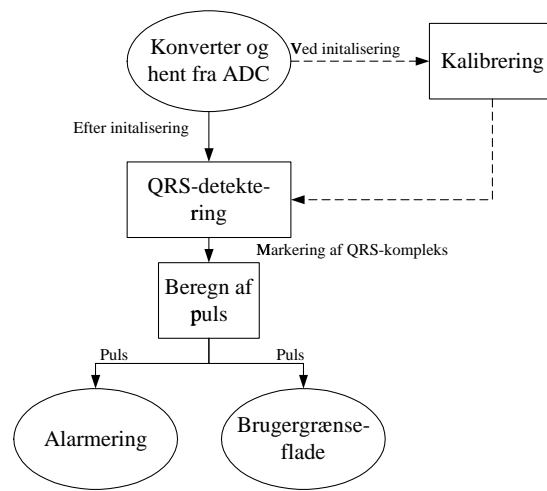 Konverter og
hent fra ADC
Ved initalisering
Kalibrering
Efter initalisering
QRS-detekte-
ring
Markering af QRS-kompleks
Beregn af
puls
Puls
Puls
Alarmering
Brugergrænse-
flade